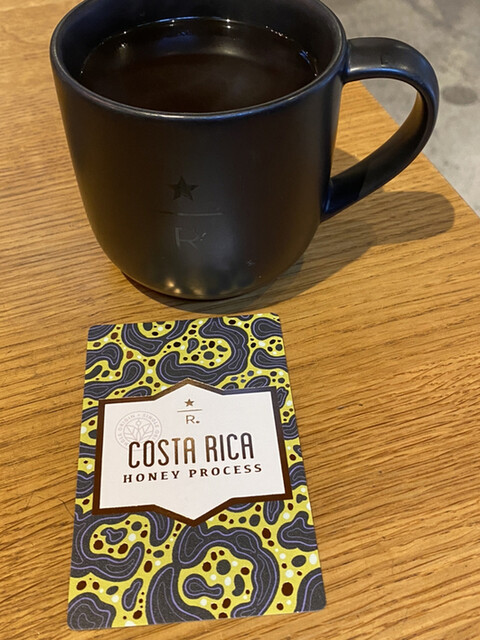 R.
R.
COSTA RICA
HONEY PROCESS